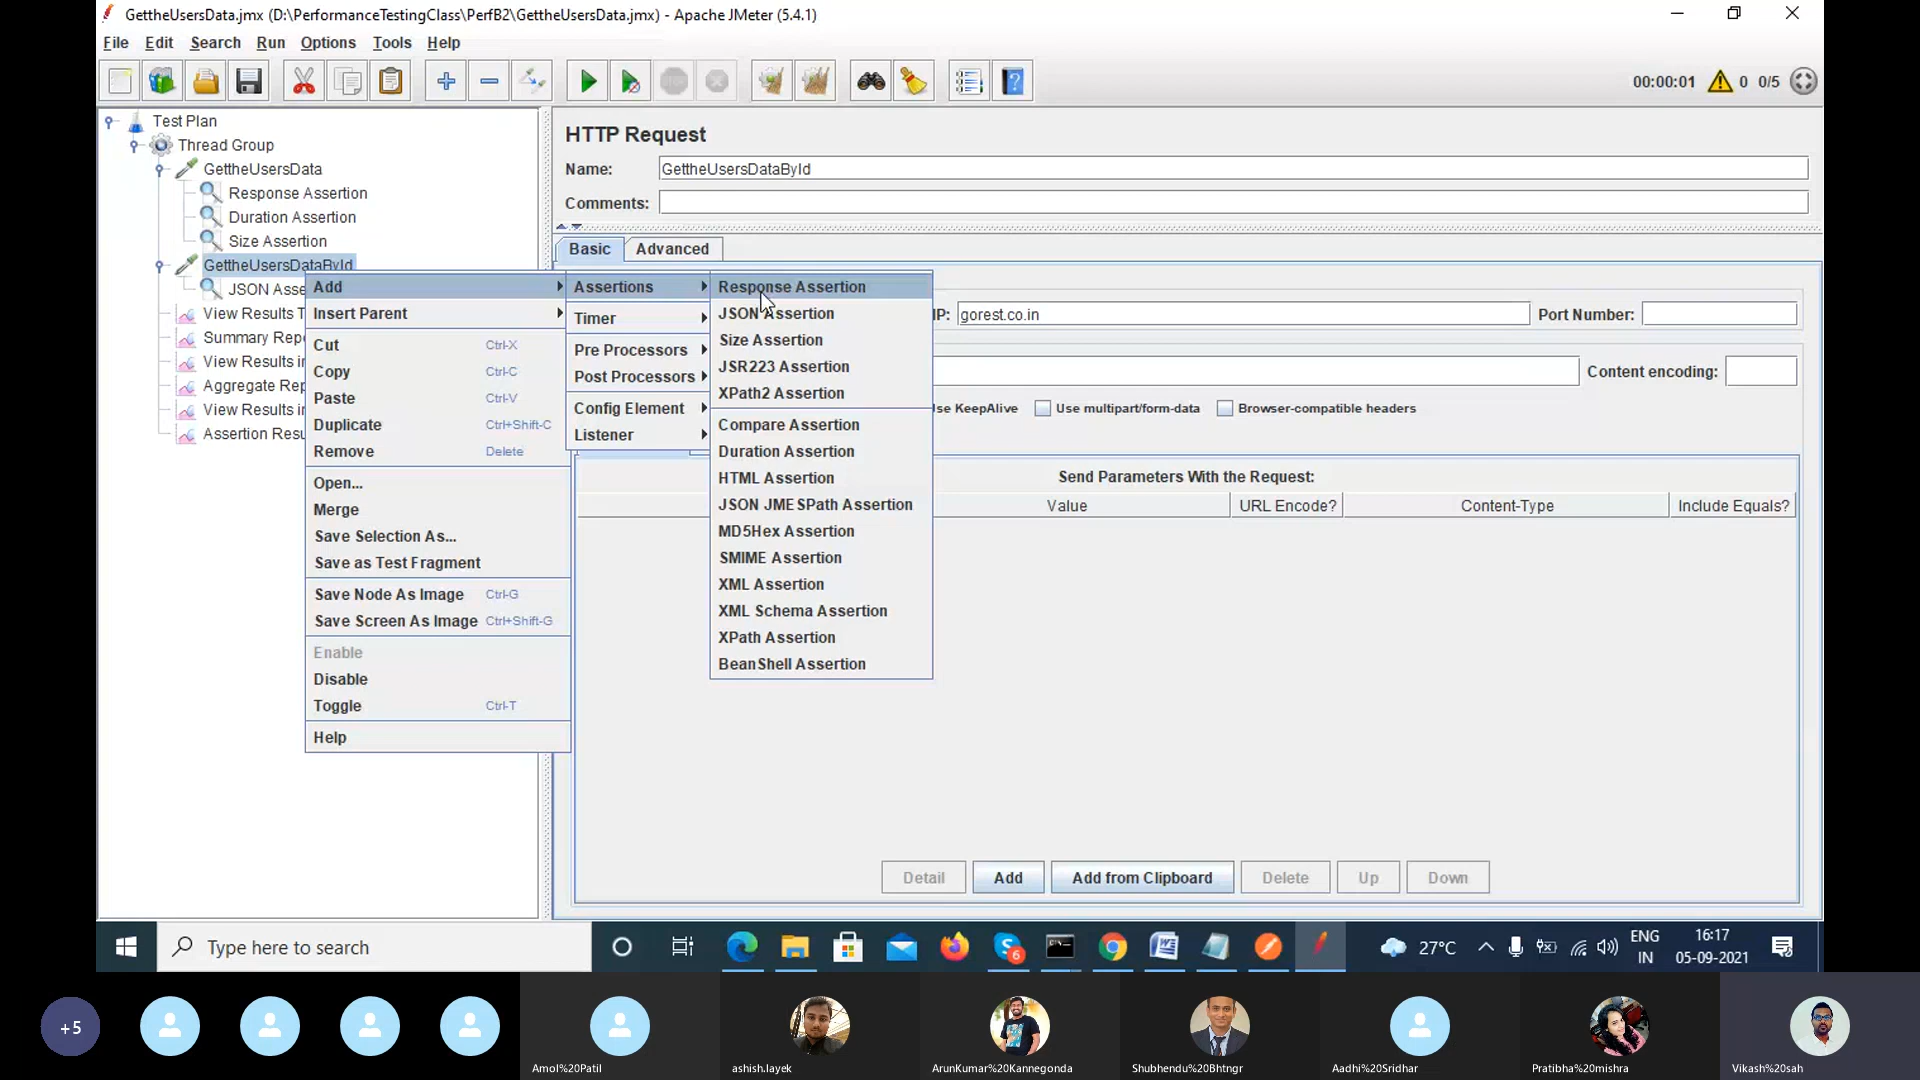 GettheUsersData.jmx (D:\PerformanceTestingClass\PerfB2\GettheUsersData.jmx) - Apache JMeter (5.4.1)
File Edit Search Run Options Tools Help
00:00:01 0 0/5
Test Plan
Thread Group
GettheUsersData
Response Assertion
Duration Assertion
Size Assertion
GettheUsersDataById
JSON Asse
View Results T
Summary Rep
View Results in
Aggregate Rep
View Results in
Assertion Resu
Add
Insert Parent
Cut Ctrl-X
Copy Ctrl-C
Paste Ctrl-V
Duplicate Ctrl+Shift-C
Remove Delete
Open...
Merge
Save Selection As...
Save as Test Fragment
Save Node As Image Ctrl-G
Save Screen As Image Ctrl+Shift-G
Enable
Disable
Toggle Ctrl-T
Help
Assertions
Timer
Pre Processors
Post Processors
Config Element
Listener
Response Assertion
JSON Assertion
Size Assertion
JSR223 Assertion
XPath2 Assertion
Compare Assertion
Duration Assertion
HTML Assertion
JSON JMESPath Assertion
MD5Hex Assertion
SMIME Assertion
XML Assertion
XML Schema Assertion
XPath Assertion
BeanShell Assertion
HTTP Request
Name: GettheUsersDataById
Comments:
Basic Advanced
IP: gorest.co.in Port Number:
Content encoding:
Use KeepAlive Use multipart/form-data Browser-compatible headers
Send Parameters With the Request:
Value URL Encode? Content-Type Include Equals?
Detail Add Add from Clipboard Delete Up Down
Type here to search
6
27°C
ENG
IN
16:17
05-09-2021
+5
Amol%20Patil
ashish.layek
ArunKumar%20Kannegonda
Shubhendu%20Bhtngr
Aadhi%20Sridhar
Pratibha%20mishra
Vikash%20sah